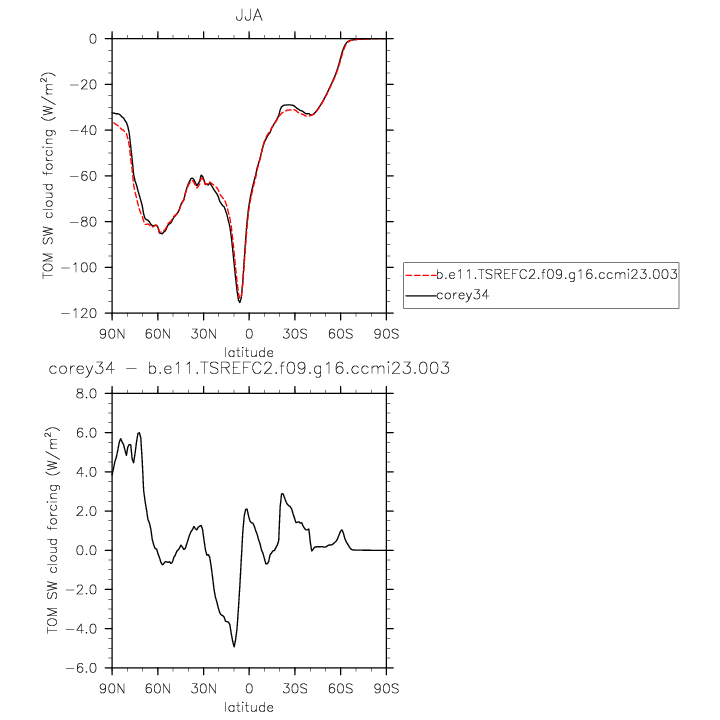 JJA
TOM SW cloud forcing (W/m²)
0
−20
−40
−60
−80
−100
−120
90N 60N 30N 0 30S 60S 90S
latitude
b.e11.TSREFC2.f09.g16.ccmi23.003
corey34
corey34 − b.e11.TSREFC2.f09.g16.ccmi23.003
TOM SW cloud forcing (W/m²)
8.0
6.0
4.0
2.0
0.0
−2.0
−4.0
−6.0
90N 60N 30N 0 30S 60S 90S
latitude